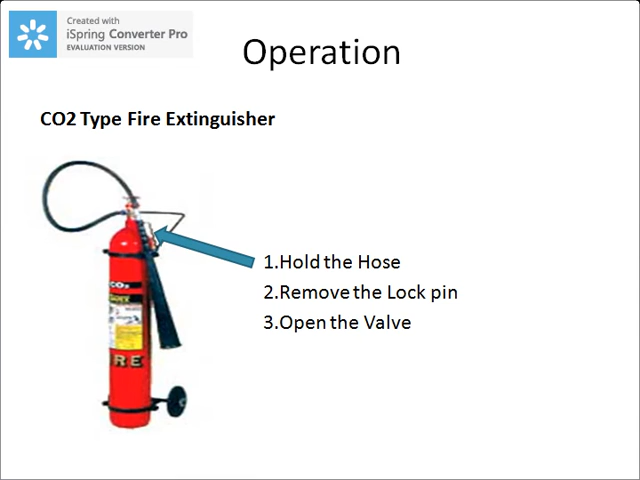 Created with
iSpring Converter Pro
EVALUATION VERSION
Operation
CO2 Type Fire Extinguisher
1.Hold the Hose
2.Remove the Lock pin
3.Open the Valve
CO₂
IRE